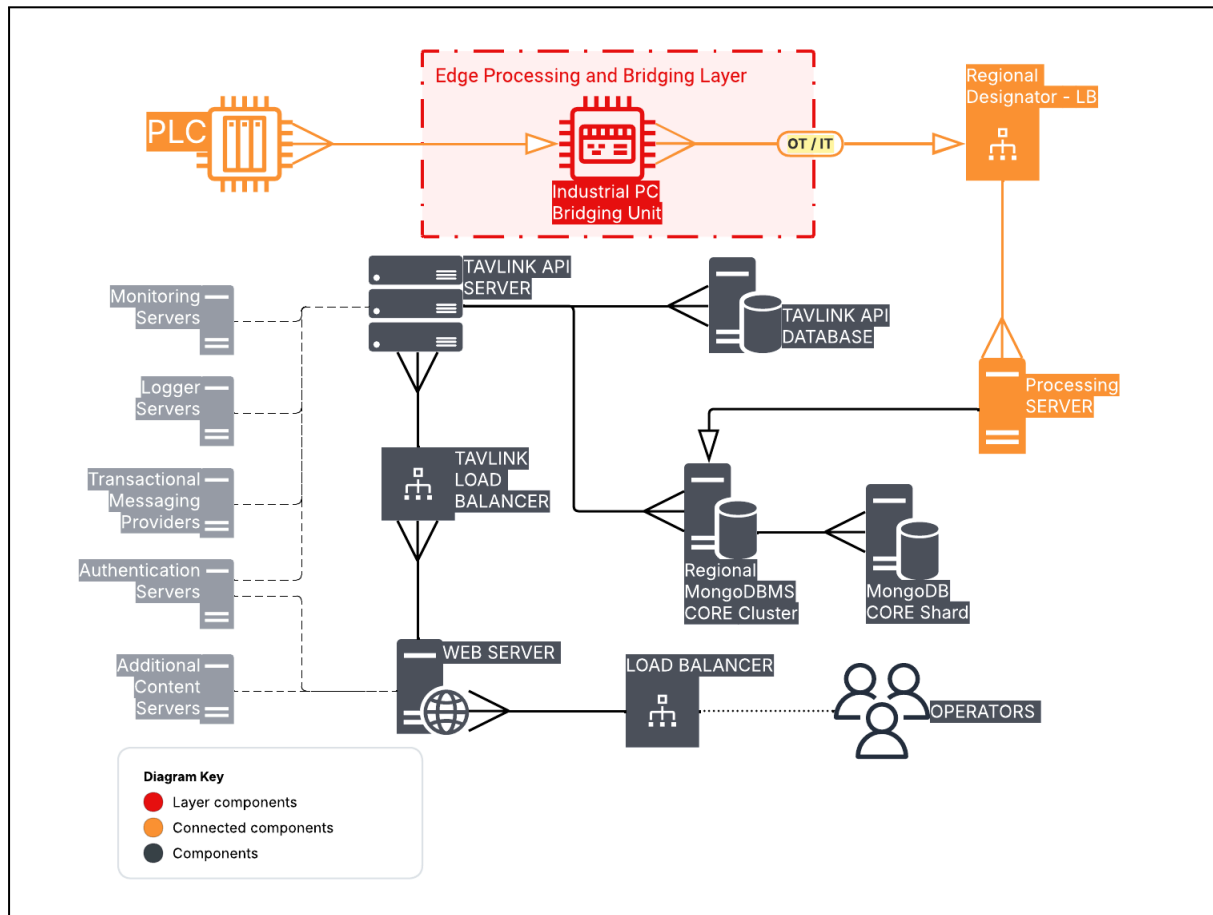 Edge Processing and Bridging Layer
PLC
Industrial PC
Bridging Unit
OT / IT
Regional
Designator - LB
TAVLINK API
SERVER
Monitoring
Servers
TAVLINK API
DATABASE
Logger
Servers
Processing
SERVER
TAVLINK
LOAD
BALANCER
Transactional
Messaging
Providers
Authentication
Servers
Regional
MongoDBMS
CORE Cluster
MongoDB
CORE Shard
WEB SERVER
LOAD BALANCER
Additional
Content
Servers
OPERATORS
Diagram Key
Layer components
Connected components
Components